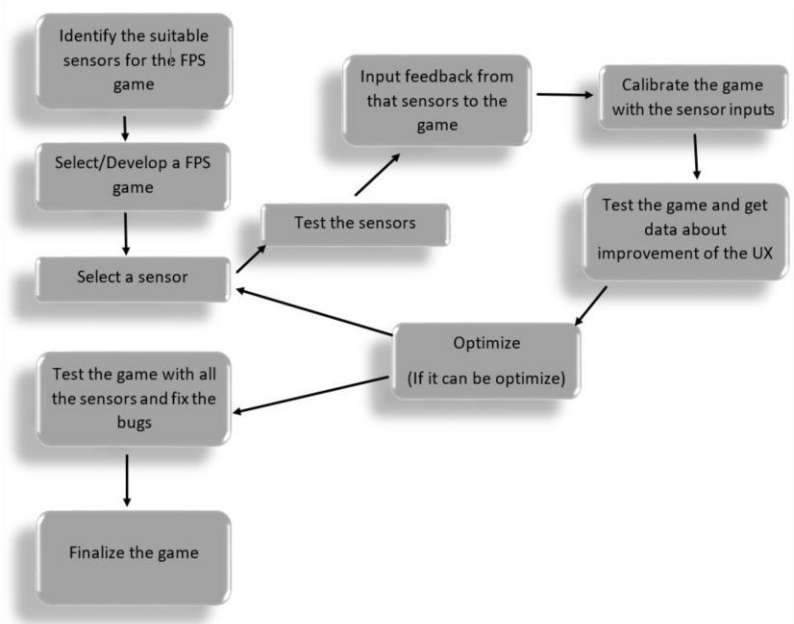 Identify the suitable
sensors for the FPS
game
Select/Develop a FPS
game
Select a sensor
Test the sensors
Input feedback from
that sensors to the
game
Calibrate the game
with the sensor inputs
Test the game and get
data about
improvement of the UX
Optimize
(If it can be optimize)
Test the game with all
the sensors and fix the
bugs
Finalize the game